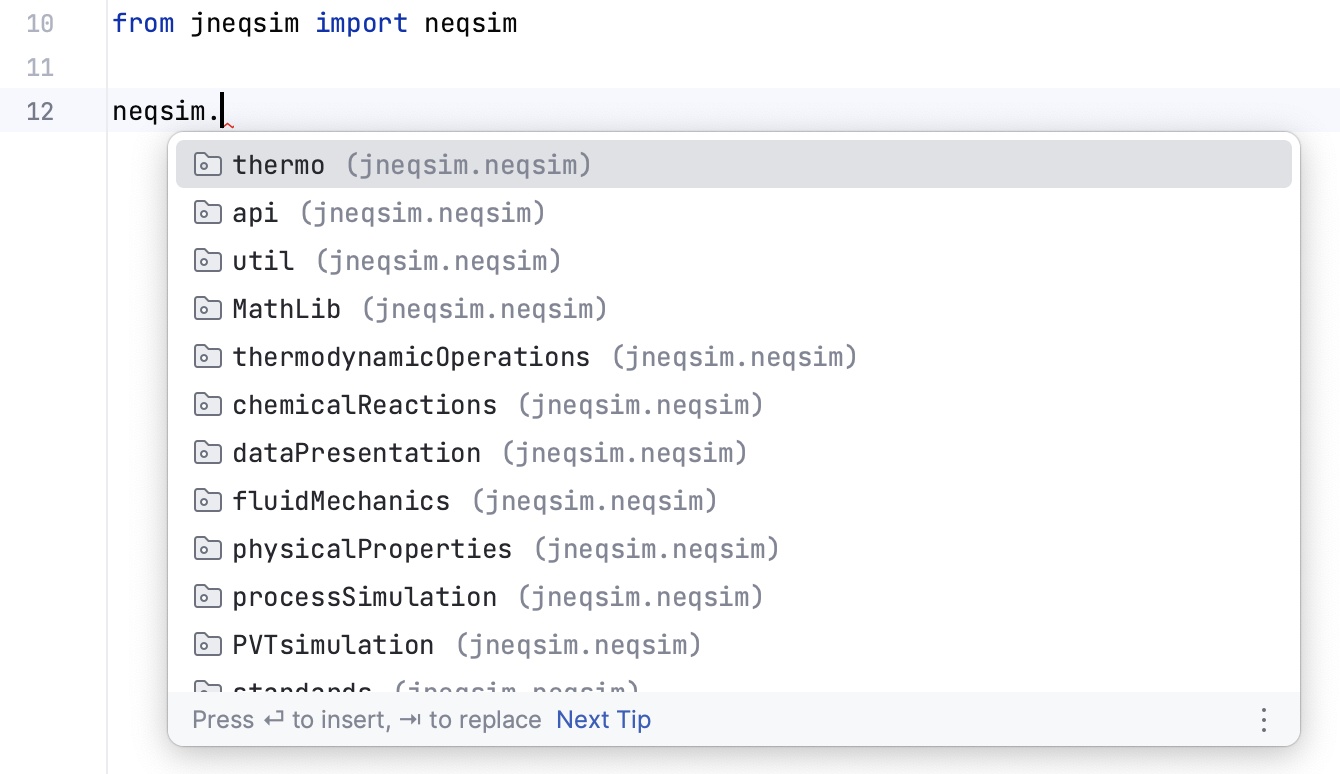 10 from jneqsim import neqsim
11
12 neqsim.
thermo (jneqsim.neqsim)
api (jneqsim.neqsim)
util (jneqsim.neqsim)
MathLib (jneqsim.neqsim)
thermodynamicOperations (jneqsim.neqsim)
chemicalReactions (jneqsim.neqsim)
dataPresentation (jneqsim.neqsim)
fluidMechanics (jneqsim.neqsim)
physicalProperties (jneqsim.neqsim)
processSimulation (jneqsim.neqsim)
PVTsimulation (jneqsim.neqsim)
standards (jneqsim.neqsim)
Press ↵ to insert, ⇥ to replace Next Tip